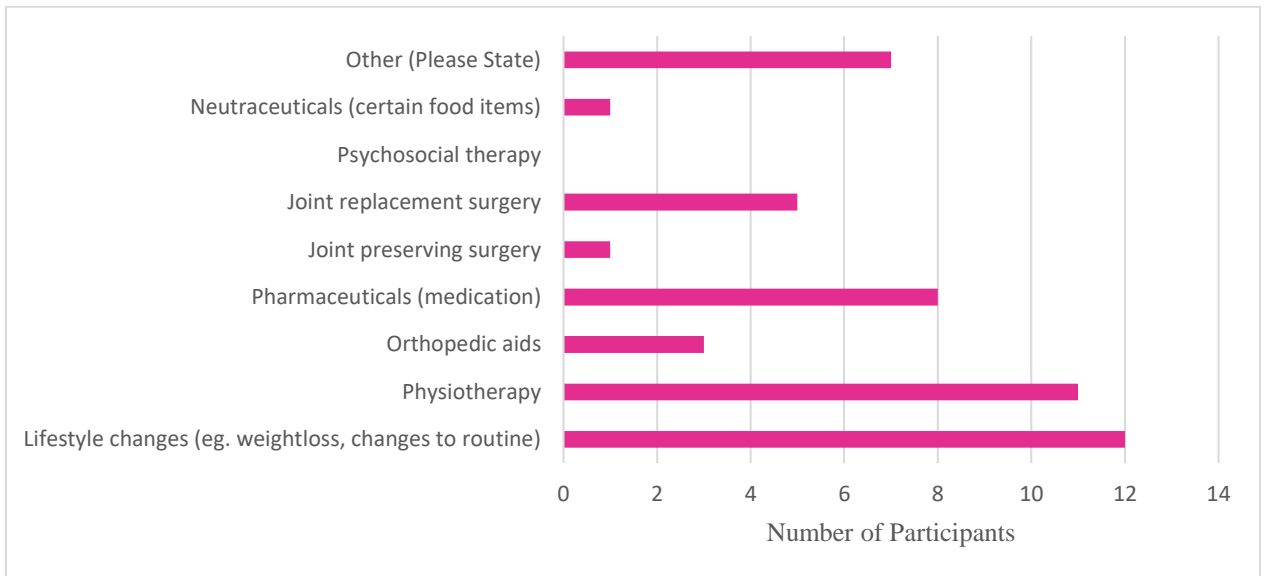 Other (Please State)
Neutraceuticals (certain food items)
Psychosocial therapy
Joint replacement surgery
Joint preserving surgery
Pharmaceuticals (medication)
Orthopedic aids
Physiotherapy
Lifestyle changes (eg. weightloss, changes to routine)
0 2 4 6 8 10 12 14
Number of Participants